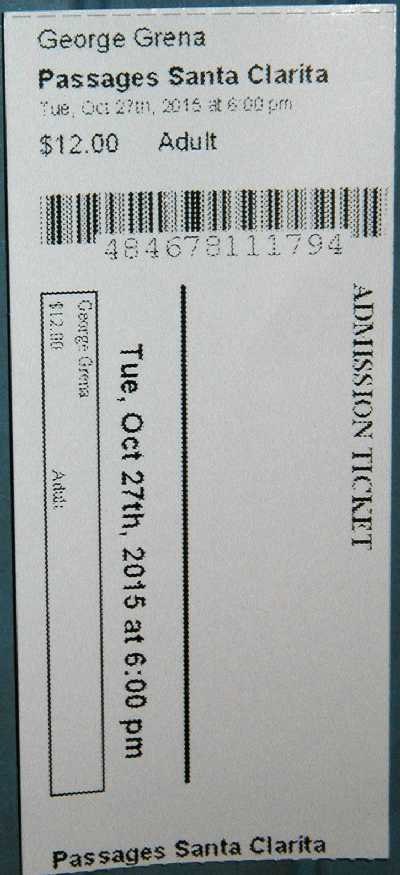 George Grena
Passages Santa Clarita
Tue, Oct 27th, 2015 at 6:00 pm
$12.00 Adult
484678111794
ADMISSION TICKET
Tue, Oct 27th, 2015 at 6:00 pm
George Grena
$12.00 Adult
Passages Santa Clarita